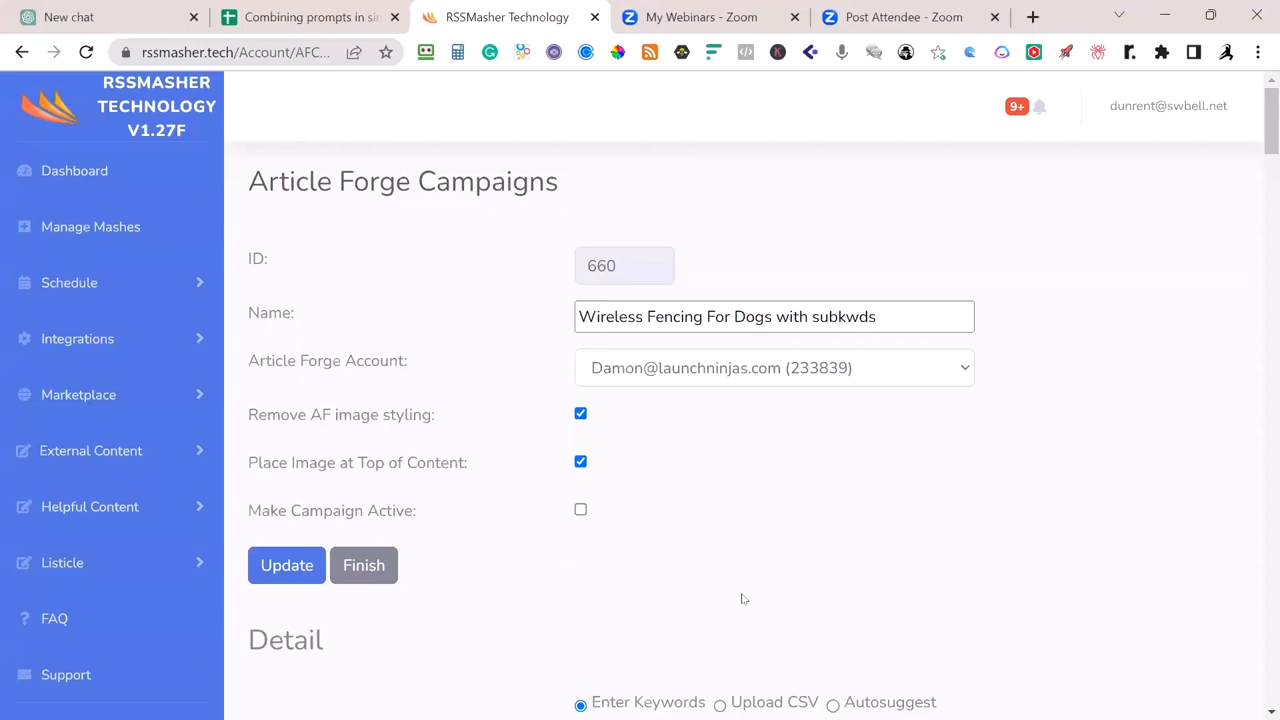 New chat
Combining prompts in sin
RSSMasher Technology
My Webinars - Zoom
Post Attendee - Zoom
rssmasher.tech/Account/AFC...
RSSMASHER
TECHNOLOGY
V1.27F
9+
dunrent@swbell.net
Dashboard
Manage Mashes
Schedule
Integrations
Marketplace
External Content
Helpful Content
Listicle
FAQ
Support
Article Forge Campaigns
ID:
660
Name:
Wireless Fencing For Dogs with subkwds
Article Forge Account:
Damon@launchninjas.com (233839)
Remove AF image styling:
Place Image at Top of Content:
Make Campaign Active:
Update
Finish
Detail
Enter Keywords
Upload CSV
Autosuggest